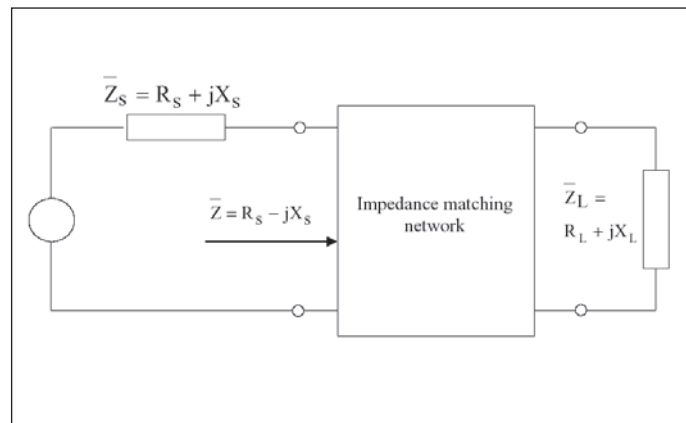 Z̅s = Rs + jXs
Z̅ = Rs − jXs
Impedance matching
network
Z̅L =
RL + jXL